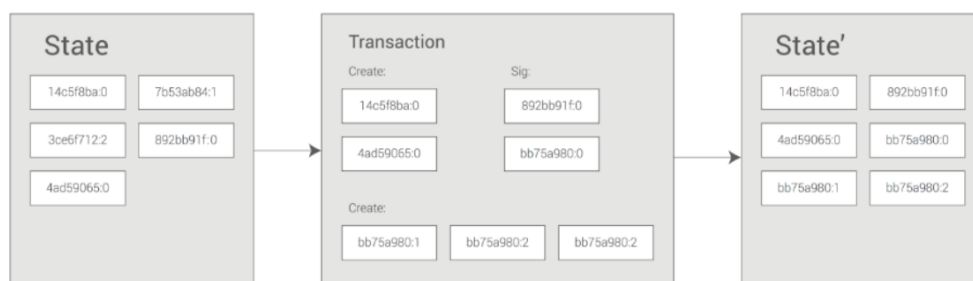 State
14c5f8ba:0 7b53ab84:1
3ce6f712:2 892bb91f:0
4ad59065:0
Transaction
Create: Sig:
14c5f8ba:0 892bb91f:0
4ad59065:0 bb75a980:0
Create:
bb75a980:1 bb75a980:2 bb75a980:2
State’
14c5f8ba:0 892bb91f:0
4ad59065:0 bb75a980:0
bb75a980:1 bb75a980:2